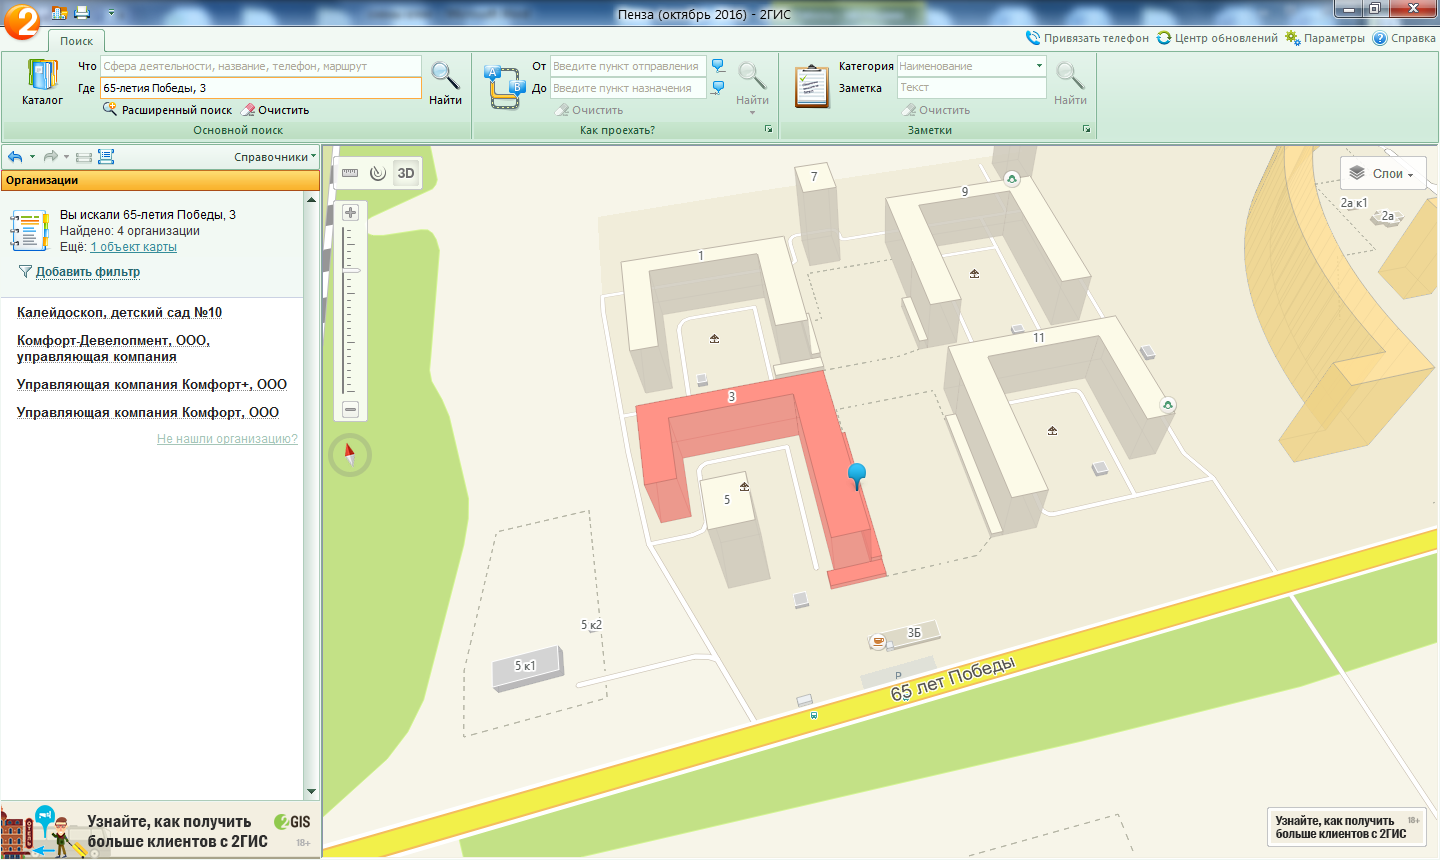 Пенза (октябрь 2016) - 2ГИС
Поиск
Привязать телефон
Центр обновлений
Параметры
Справка
Каталог
Что
Сфера деятельности, название, телефон, маршрут
Где
65-летия Победы, 3
Расширенный поиск
Очистить
Найти
Основной поиск
A
B
От
Введите пункт отправления
До
Введите пункт назначения
Очистить
Найти
Как проехать?
Категория
Наименование
Заметка
Текст
Очистить
Найти
Заметки
Справочники
Организации
Вы искали 65-летия Победы, 3
Найдено: 4 организации
Ещё: 1 объект карты
Добавить фильтр
Калейдоскоп, детский сад №10
Комфорт-Девелопмент, ООО,
управляющая компания
Управляющая компания Комфорт+, ООО
Управляющая компания Комфорт, ООО
Не нашли организацию?
Узнайте, как получить
больше клиентов с 2ГИС
2GIS
18+
3D
Слои
7
9
2а к1
2а
1
11
3
5
5 к2
5 к1
3Б
P
65 лет Победы
Узнайте, как получить
больше клиентов с 2ГИС
18+